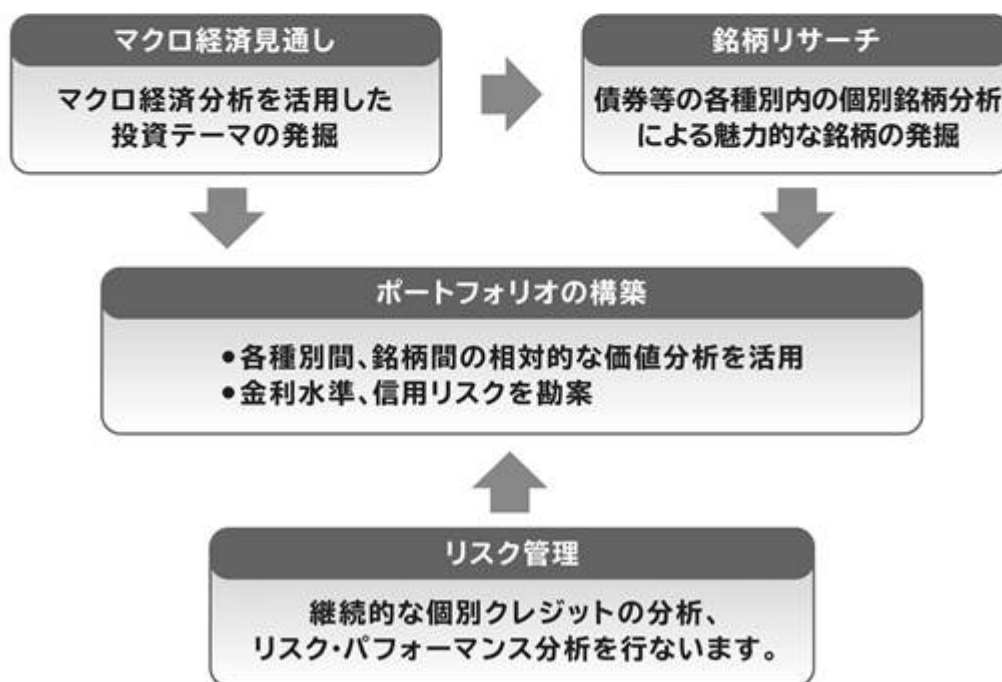 マクロ経済見通し
マクロ経済分析を活用した
投資テーマの発掘
銘柄リサーチ
債券等の各種別内の個別銘柄分析
による魅力的な銘柄の発掘
ポートフォリオの構築
●各種別間、銘柄間の相対的な価値分析を活用
●金利水準、信用リスクを勘案
リスク管理
継続的な個別クレジットの分析、
リスク・パフォーマンス分析を行ないます。